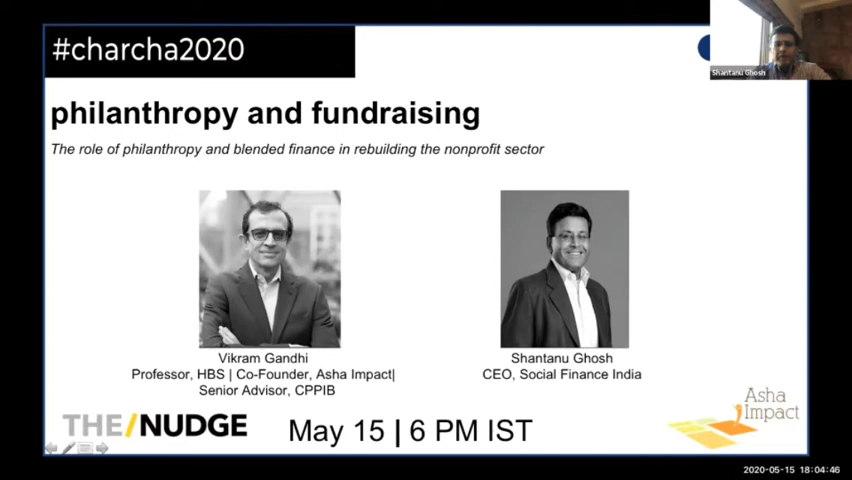 #charcha2020
Shantanu Ghosh
philanthropy and fundraising
The role of philanthropy and blended finance in rebuilding the nonprofit sector
Vikram Gandhi
Professor, HBS | Co-Founder, Asha Impact|
Senior Advisor, CPPIB
Shantanu Ghosh
CEO, Social Finance India
THE/NUDGE
May 15 | 6 PM IST
Asha
Impact
2020-05-15 18:04:46